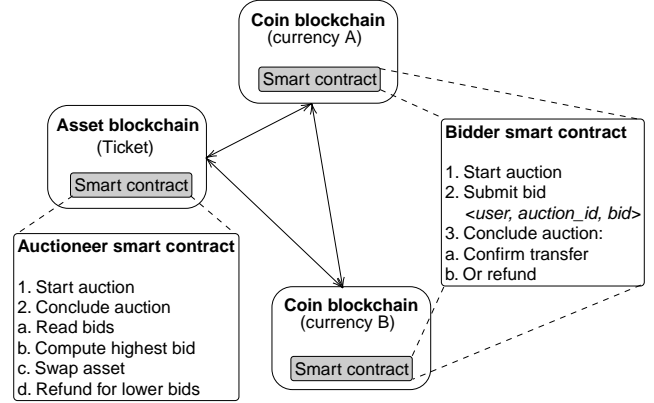 Coin blockchain
(currency A)
Smart contract
Asset blockchain
(Ticket)
Smart contract
Bidder smart contract
1. Start auction
2. Submit bid
<user, auction_id, bid>
3. Conclude auction:
a. Confirm transfer
b. Or refund
Auctioneer smart contract
1. Start auction
2. Conclude auction
a. Read bids
b. Compute highest bid
c. Swap asset
d. Refund for lower bids
Coin blockchain
(currency B)
Smart contract